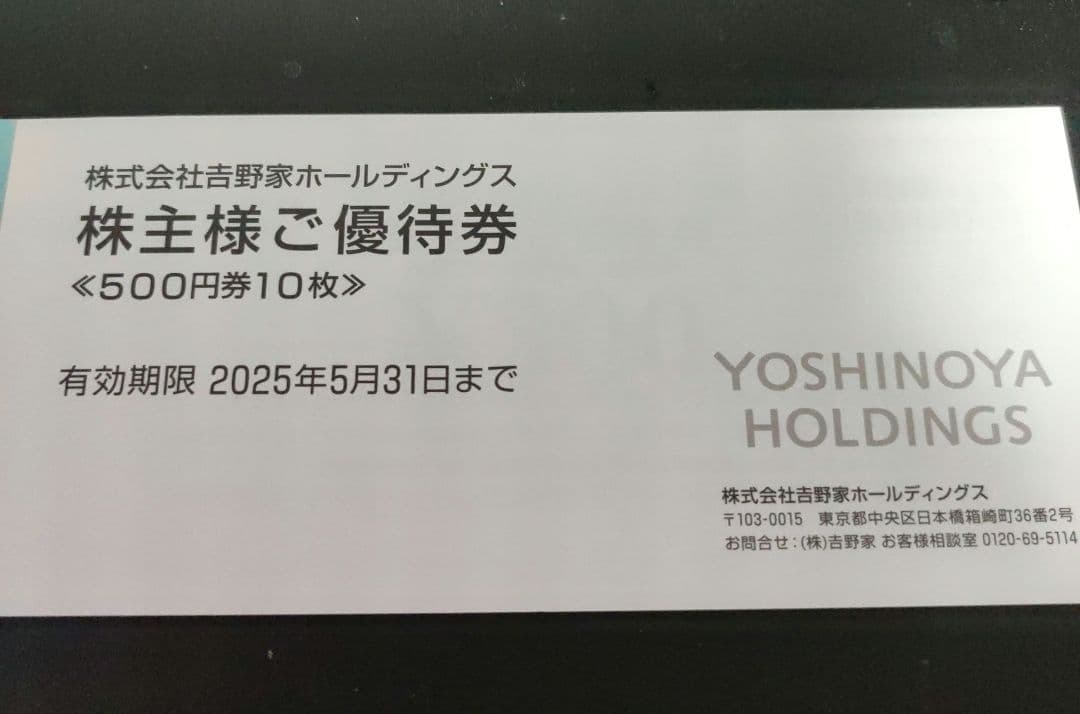 株式会社𠮷野家ホールディングス
株主様ご優待券
≪500円券10枚≫
有効期限 2025年5月31日まで
YOSHINOYA
HOLDINGS
株式会社𠮷野家ホールディングス
〒103-0015 東京都中央区日本橋箱崎町36番2号
お問合せ:(株)𠮷野家 お客様相談室 0120-69-5114